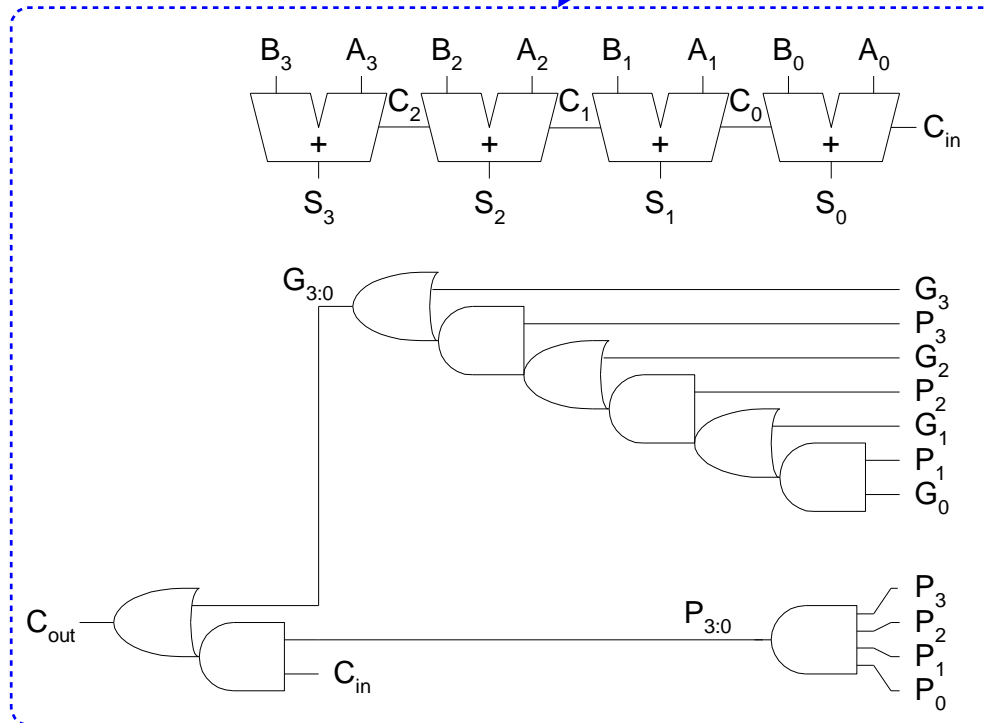 B3 A3 B2 A2 B1 A1 B0 A0
C2 C1 C0 Cin
+ + + +
S3 S2 S1 S0
G3:0
G3
P3
G2
P2
G1
P1
G0
Cout
P3:0
Cin
P3
P2
P1
P0